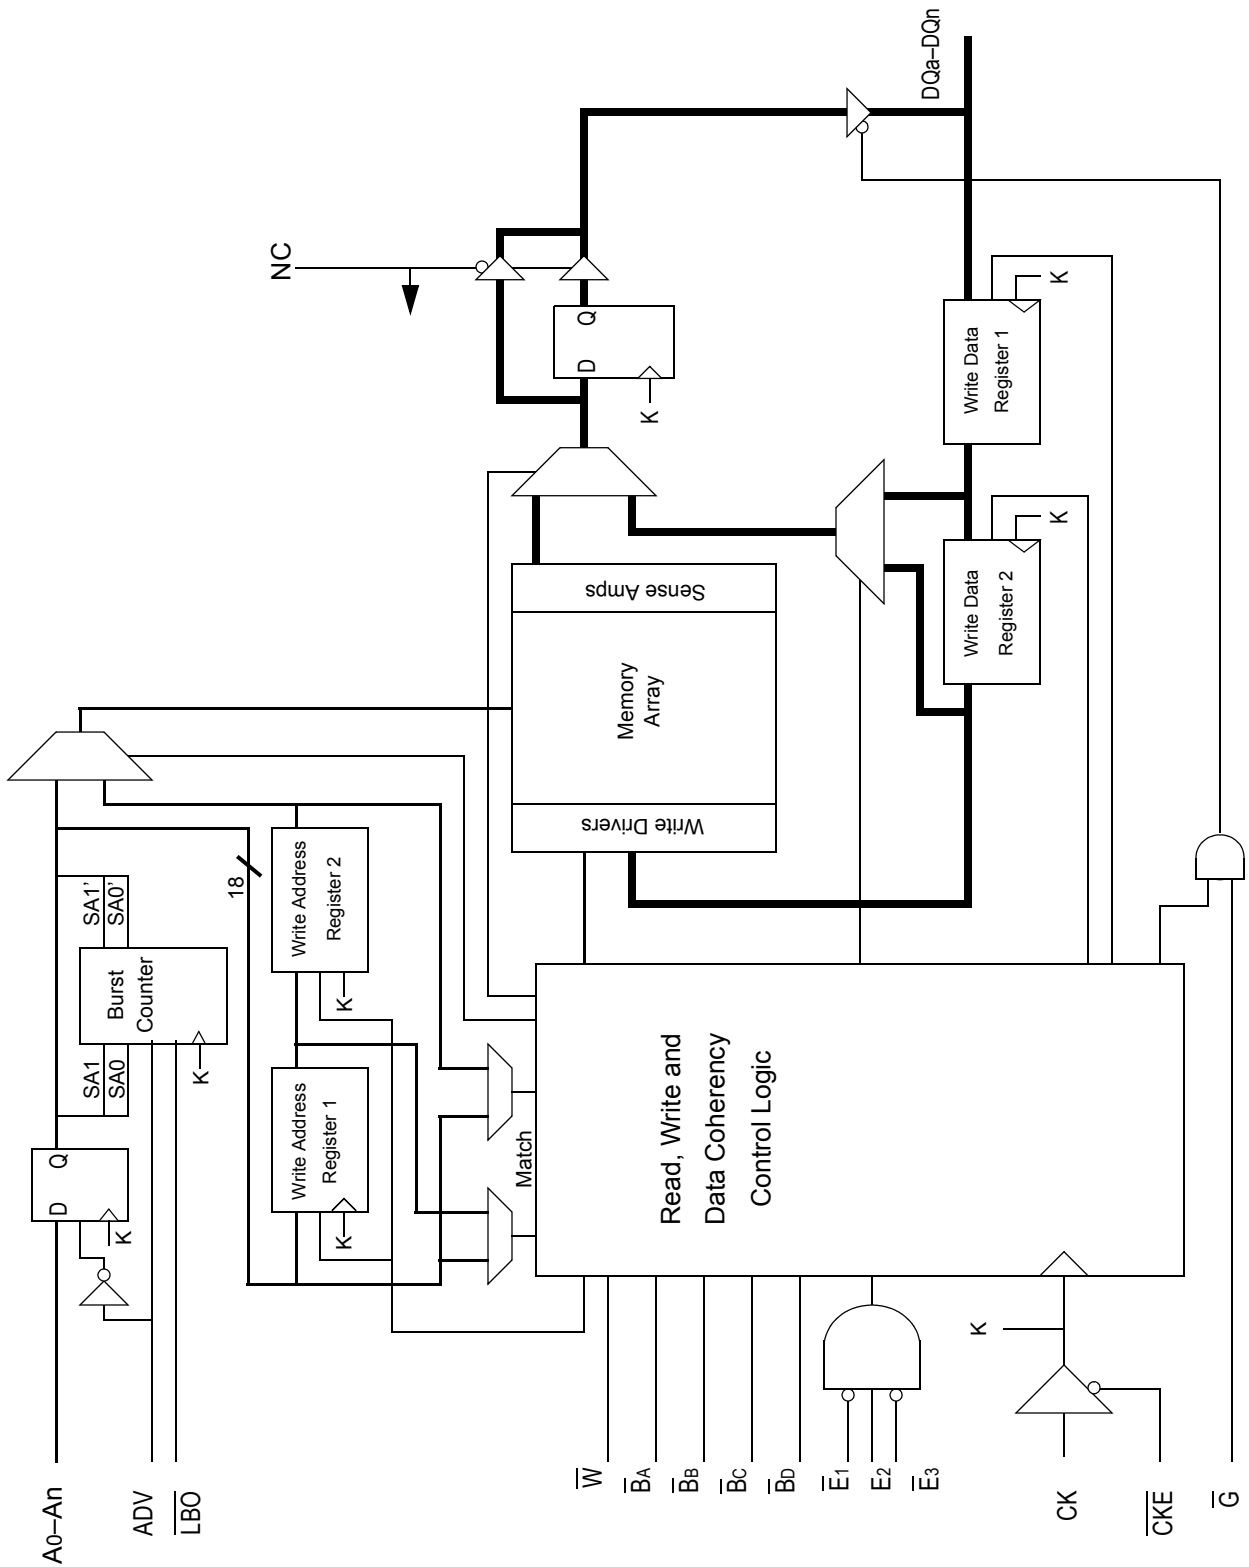 A0–An
ADV
LBO
D
Q
K
SA1
SA0
Burst
Counter
SA1’
SA0’
K
18
Write Address
Register 1
K
Write Address
Register 2
K
Match
W
BA
BB
BC
BD
E1
E2
E3
Read, Write and
Data Coherency
Control Logic
Write Drivers
Memory
Array
Sense Amps
D
Q
K
NC
Write Data
Register 2
K
Write Data
Register 1
K
DQa–DQn
K
CK
CKE
G